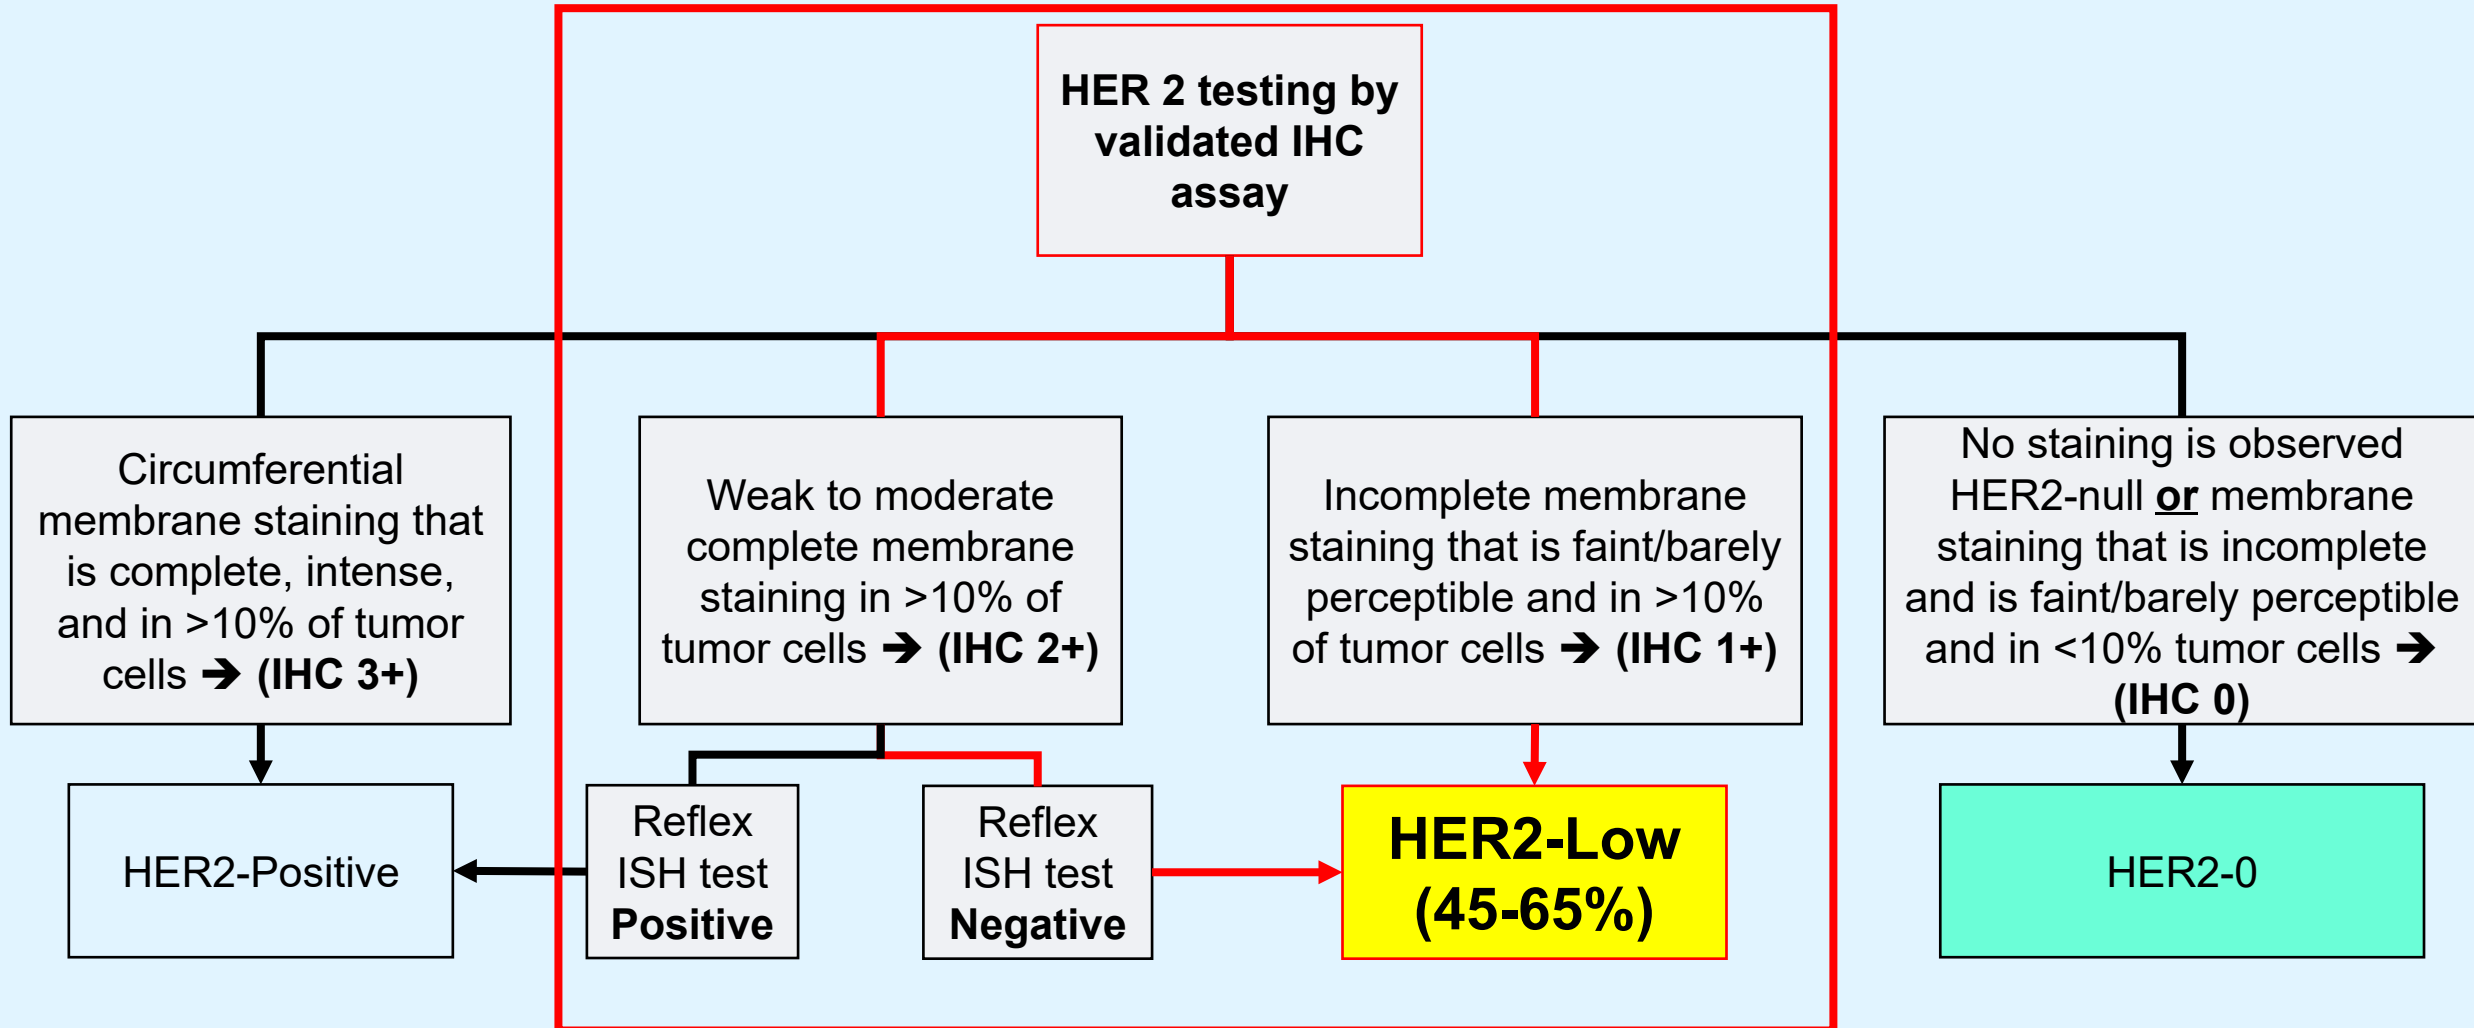 HER 2 testing by
validated IHC
assay
Circumferential
membrane staining that
is complete, intense,
and in >10% of tumor
cells ➔ (IHC 3+)
Weak to moderate
complete membrane
staining in >10% of
tumor cells ➔ (IHC 2+)
Incomplete membrane
staining that is faint/barely
perceptible and in >10%
of tumor cells ➔ (IHC 1+)
No staining is observed
HER2-null or membrane
staining that is incomplete
and is faint/barely perceptible
and in <10% tumor cells ➔
(IHC 0)
HER2-Positive
Reflex
ISH test
Positive
Reflex
ISH test
Negative
HER2-Low
(45-65%)
HER2-0